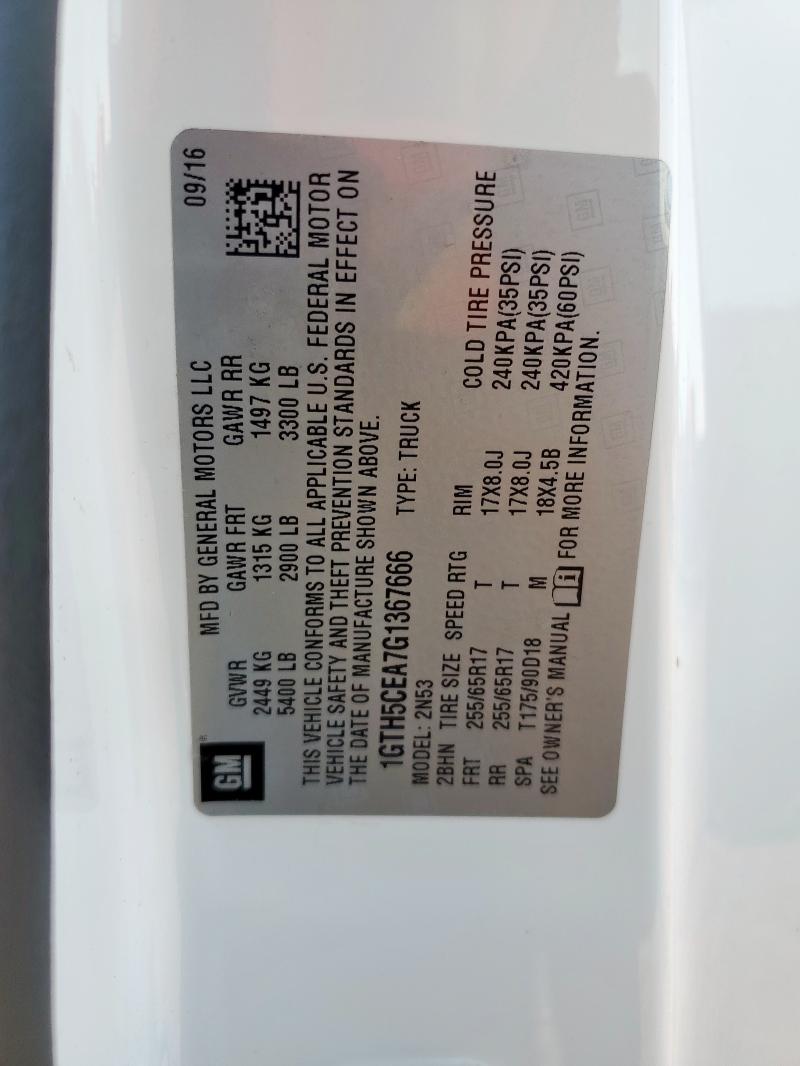 GM®
MFD BY GENERAL MOTORS LLC 09/16
GVWR GAWR FRT GAWR RR
2449 KG 1315 KG 1497 KG
5400 LB 2900 LB 3300 LB
THIS VEHICLE CONFORMS TO ALL APPLICABLE U.S. FEDERAL MOTOR
VEHICLE SAFETY AND THEFT PREVENTION STANDARDS IN EFFECT ON
THE DATE OF MANUFACTURE SHOWN ABOVE.
1GTH5CEA7G1367666 TYPE: TRUCK
MODEL: 2N53
2BHN TIRE SIZE SPEED RTG RIM COLD TIRE PRESSURE
FRT 255/65R17 T 17X8.0J 240KPA(35PSI)
RR 255/65R17 T 17X8.0J 240KPA(35PSI)
SPA T175/90D18 M 18X4.5B 420KPA(60PSI)
SEE OWNER'S MANUAL FOR MORE INFORMATION.